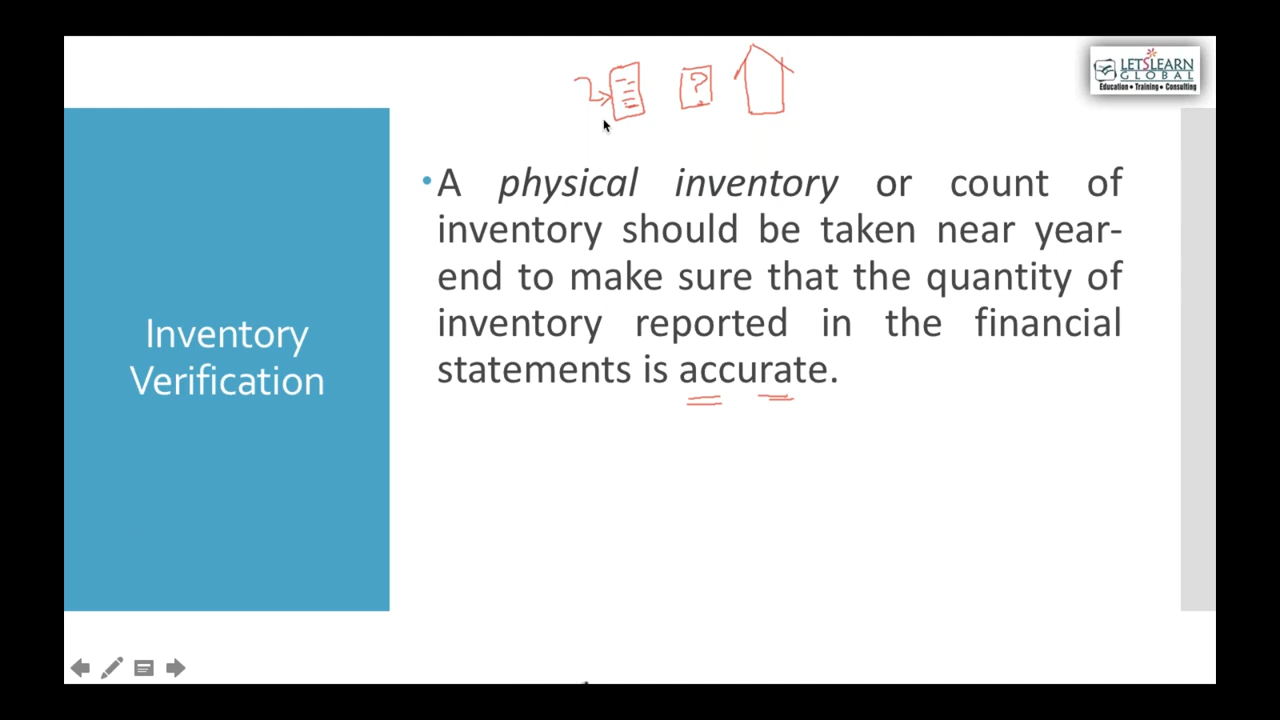 LETSLEARN
GLOBAL
Education • Training • Consulting
?
Inventory
Verification
• A physical inventory or count of
inventory should be taken near year-
end to make sure that the quantity of
inventory reported in the financial
statements is accurate.